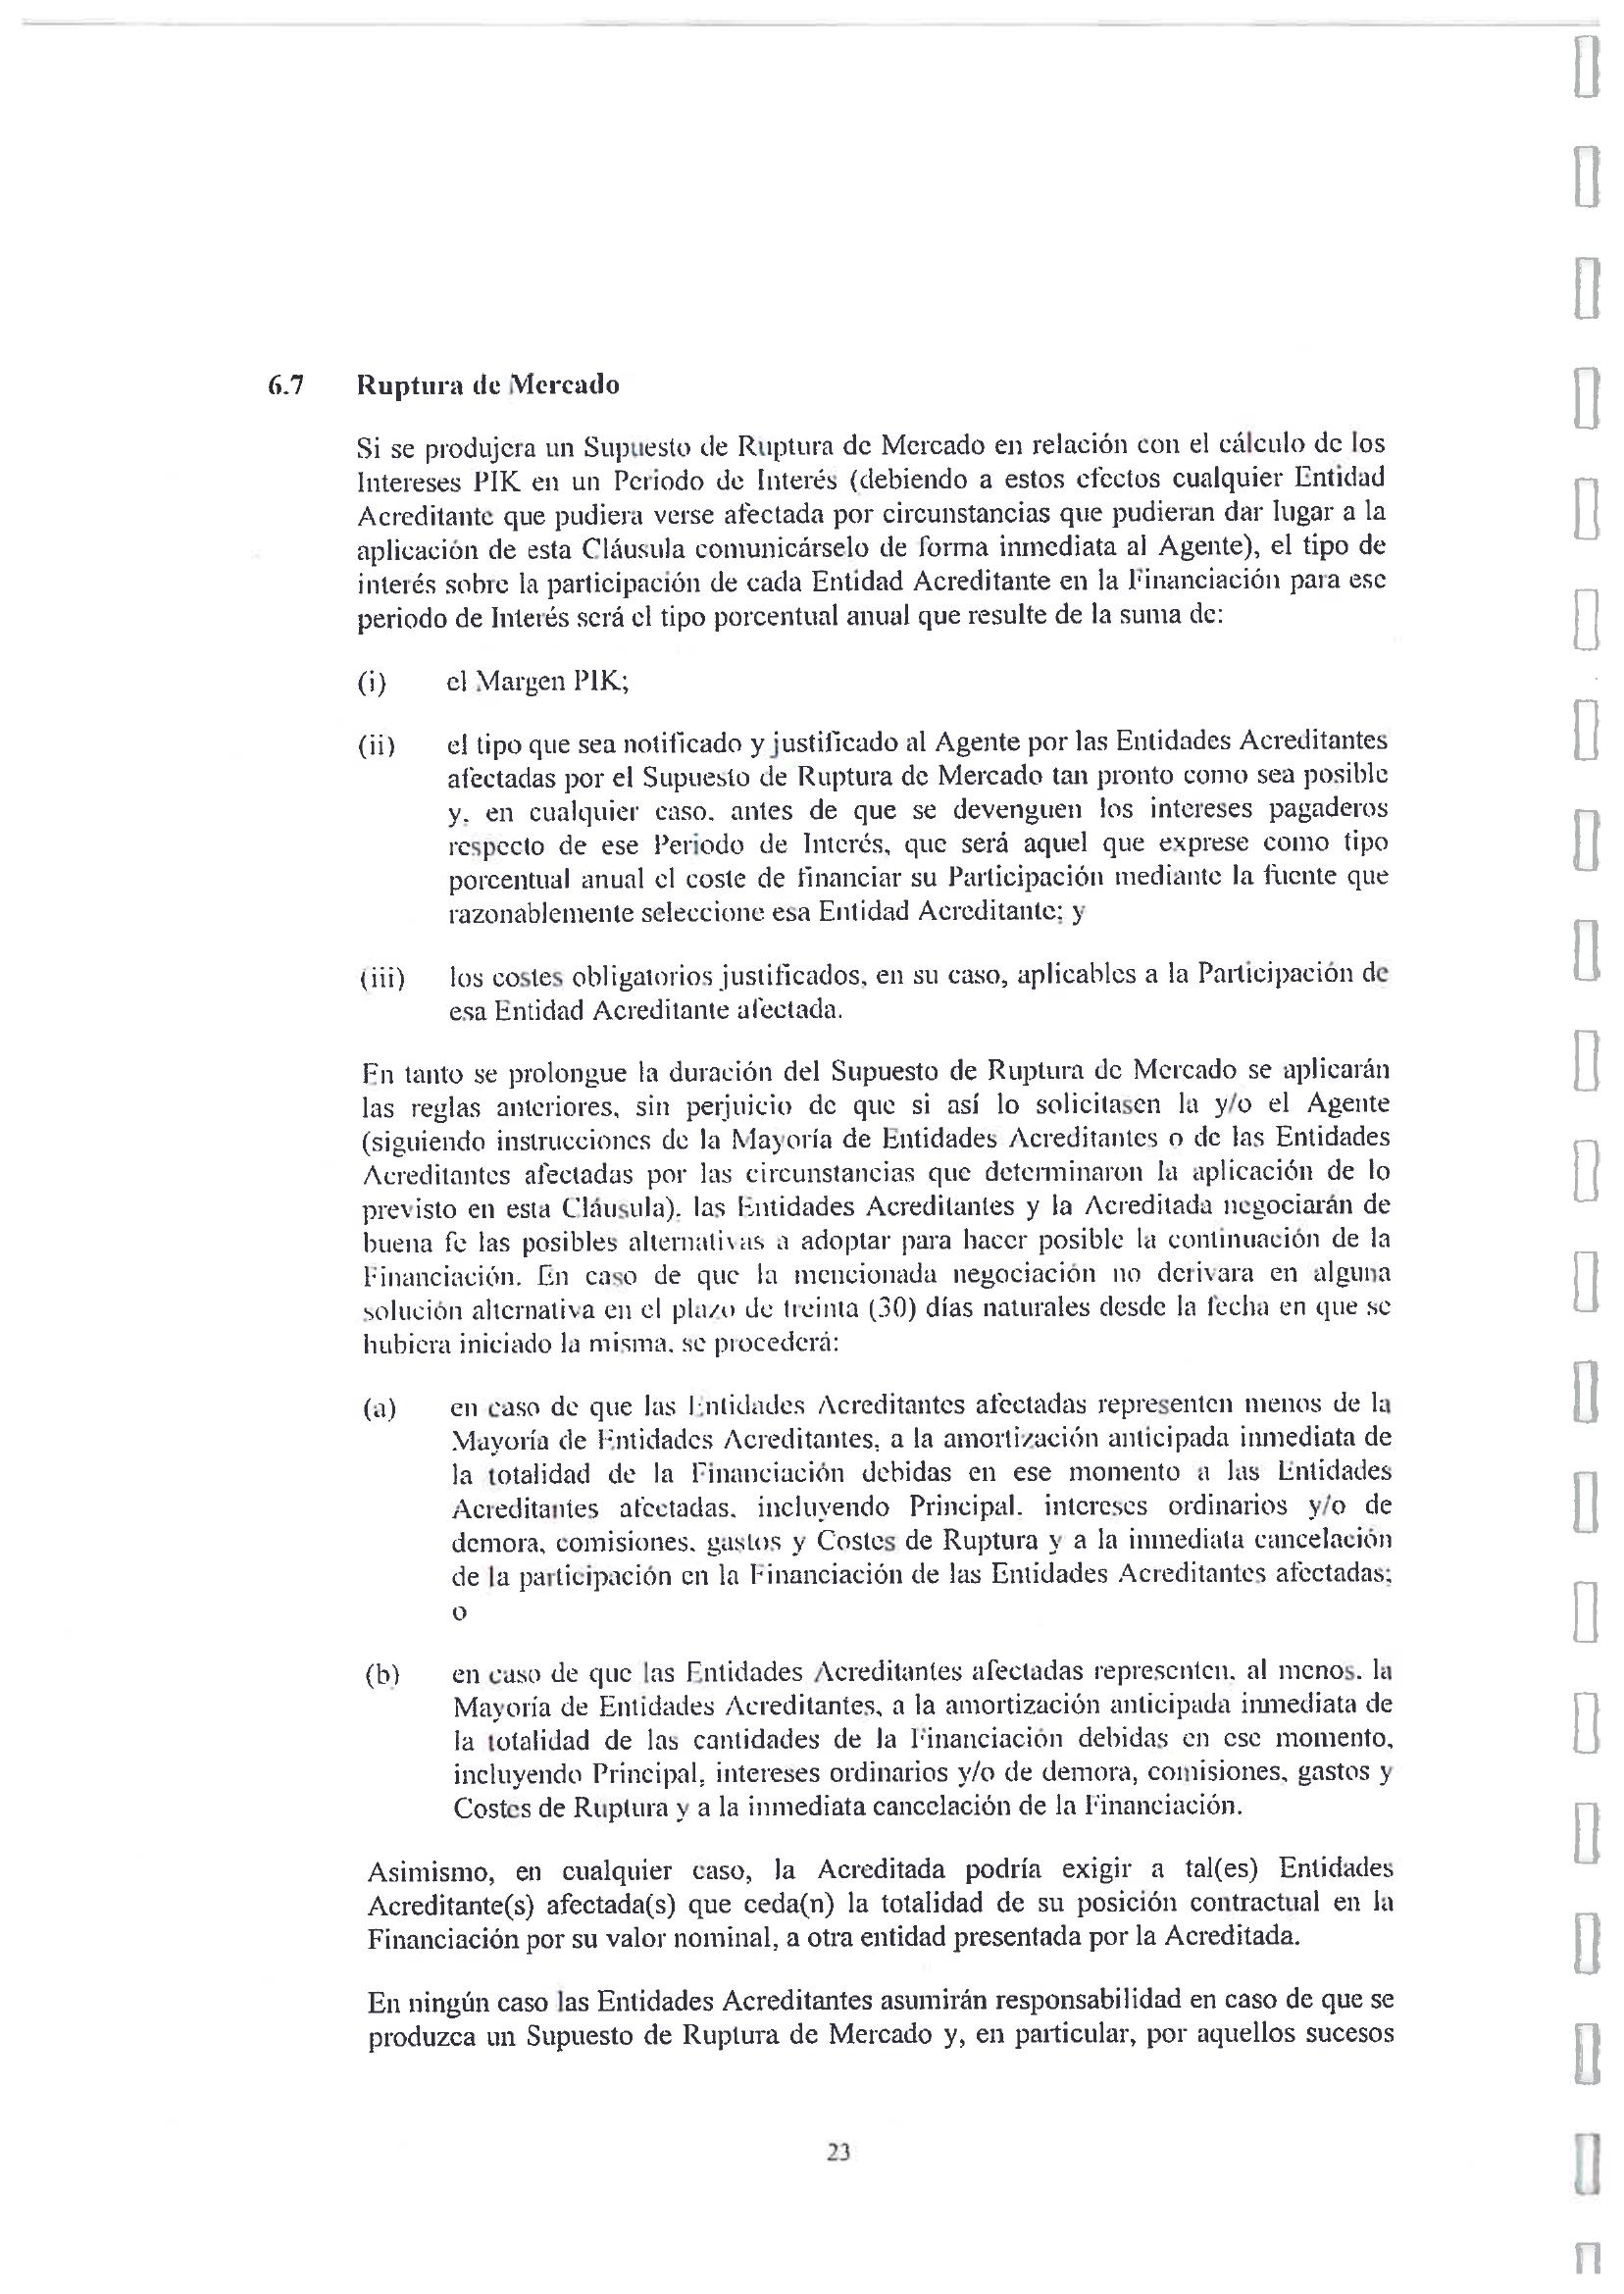 6.7 Ruptura de Mercado
Si se produjera un Supuesto de Ruptura de Mercado en relación con el cálculo de los
Intereses PIK en un Periodo de Interés (debiendo a estos efectos cualquier Entidad
Acreditante que pudiera verse afectada por circunstancias que pudieran dar lugar a la
aplicación de esta Cláusula comunicárselo de forma inmediata al Agente), el tipo de
interés sobre la participación de cada Entidad Acreditante en la Financiación para ese
periodo de Interés será el tipo porcentual anual que resulte de la suma de:
(i) el Margen PIK;
(ii) el tipo que sea notificado y justificado al Agente por las Entidades Acreditantes
afectadas por el Supuesto de Ruptura de Mercado tan pronto como sea posible
y, en cualquier caso, antes de que se devenguen los intereses pagaderos
respecto de ese Periodo de Interés, que será aquel que exprese como tipo
porcentual anual el coste de financiar su Participación mediante la fuente que
razonablemente seleccione esa Entidad Acreditante; y
(iii) los costes obligatorios justificados, en su caso, aplicables a la Participación de
esa Entidad Acreditante afectada.
En tanto se prolongue la duración del Supuesto de Ruptura de Mercado se aplicarán
las reglas anteriores, sin perjuicio de que si así lo solicitasen la y/o el Agente
(siguiendo instrucciones de la Mayoría de Entidades Acreditantes o de las Entidades
Acreditantes afectadas por las circunstancias que determinaron la aplicación de lo
previsto en esta Cláusula), las Entidades Acreditantes y la Acreditada negociarán de
buena fe las posibles alternativas a adoptar para hacer posible la continuación de la
Financiación. En caso de que la mencionada negociación no derivara en alguna
solución alternativa en el plazo de treinta (30) días naturales desde la fecha en que se
hubiera iniciado la misma, se procederá:
(a) en caso de que las Entidades Acreditantes afectadas representen menos de la
Mayoría de Entidades Acreditantes, a la amortización anticipada inmediata de
la totalidad de la Financiación debidas en ese momento a las Entidades
Acreditantes afectadas, incluyendo Principal, intereses ordinarios y/o de
demora, comisiones, gastos y Costes de Ruptura y a la inmediata cancelación
de la participación en la Financiación de las Entidades Acreditantes afectadas;
o
(b) en caso de que las Entidades Acreditantes afectadas representen, al menos, la
Mayoría de Entidades Acreditantes, a la amortización anticipada inmediata de
la totalidad de las cantidades de la Financiación debidas en ese momento,
incluyendo Principal, intereses ordinarios y/o de demora, comisiones, gastos y
Costes de Ruptura y a la inmediata cancelación de la Financiación.
Asimismo, en cualquier caso, la Acreditada podría exigir a tal(es) Entidades
Acreditante(s) afectada(s) que ceda(n) la totalidad de su posición contractual en la
Financiación por su valor nominal, a otra entidad presentada por la Acreditada.
En ningún caso las Entidades Acreditantes asumirán responsabilidad en caso de que se
produzca un Supuesto de Ruptura de Mercado y, en particular, por aquellos sucesos
23